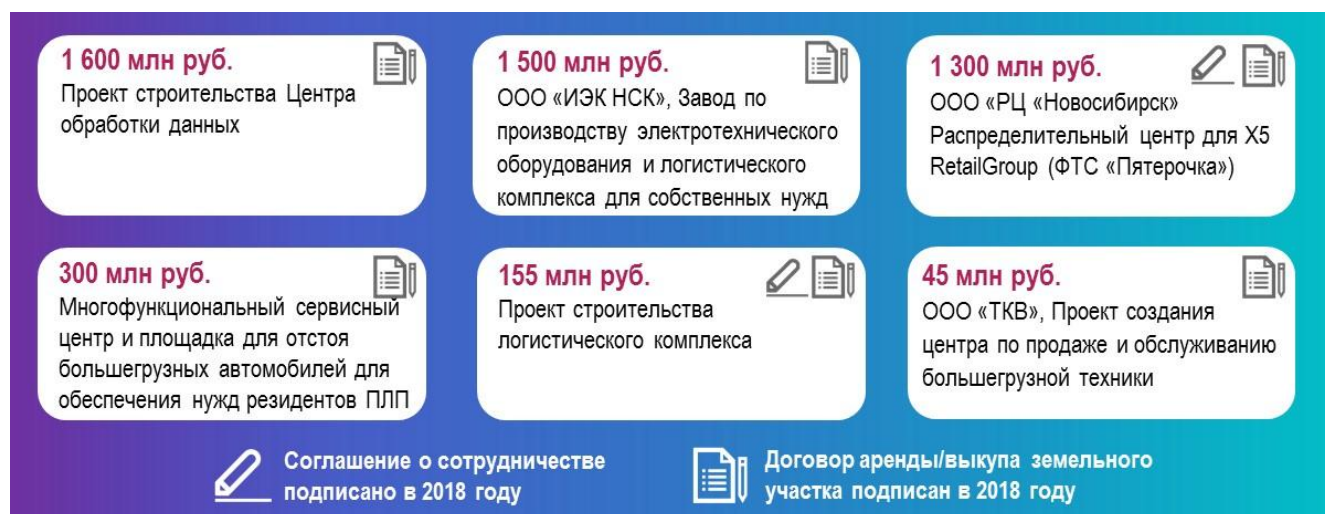 1 600 млн руб.
Проект строительства Центра
обработки данных
1 500 млн руб.
ООО «ИЭК НСК», Завод по
производству электротехнического
оборудования и логистического
комплекса для собственных нужд
1 300 млн руб.
ООО «РЦ «Новосибирск»
Распределительный центр для X5
RetailGroup (ФТС «Пятерочка»)
300 млн руб.
Многофункциональный сервисный
центр и площадка для отстоя
большегрузных автомобилей для
обеспечения нужд резидентов ПЛП
155 млн руб.
Проект строительства
логистического комплекса
45 млн руб.
ООО «ТКВ», Проект создания
центра по продаже и обслуживанию
большегрузной техники
Соглашение о сотрудничестве
подписано в 2018 году
Договор аренды/выкупа земельного
участка подписан в 2018 году